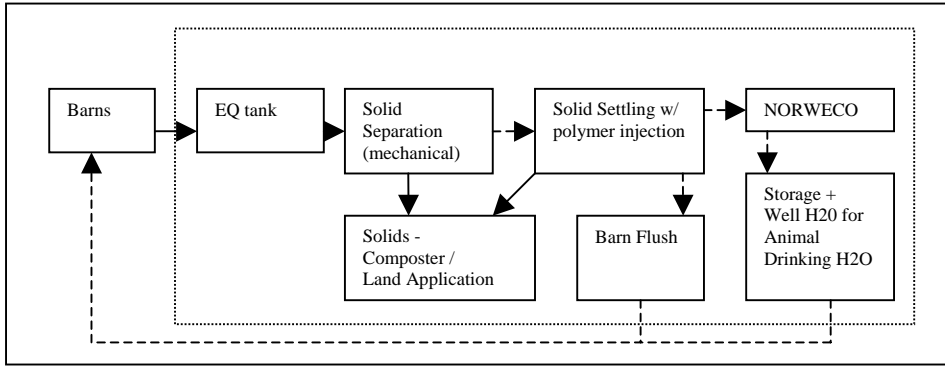 Barns
EQ tank
Solid
Separation
(mechanical)
Solid Settling w/
polymer injection
NORWECO
Solids -
Composter /
Land Application
Barn Flush
Storage +
Well H20 for
Animal
Drinking H2O